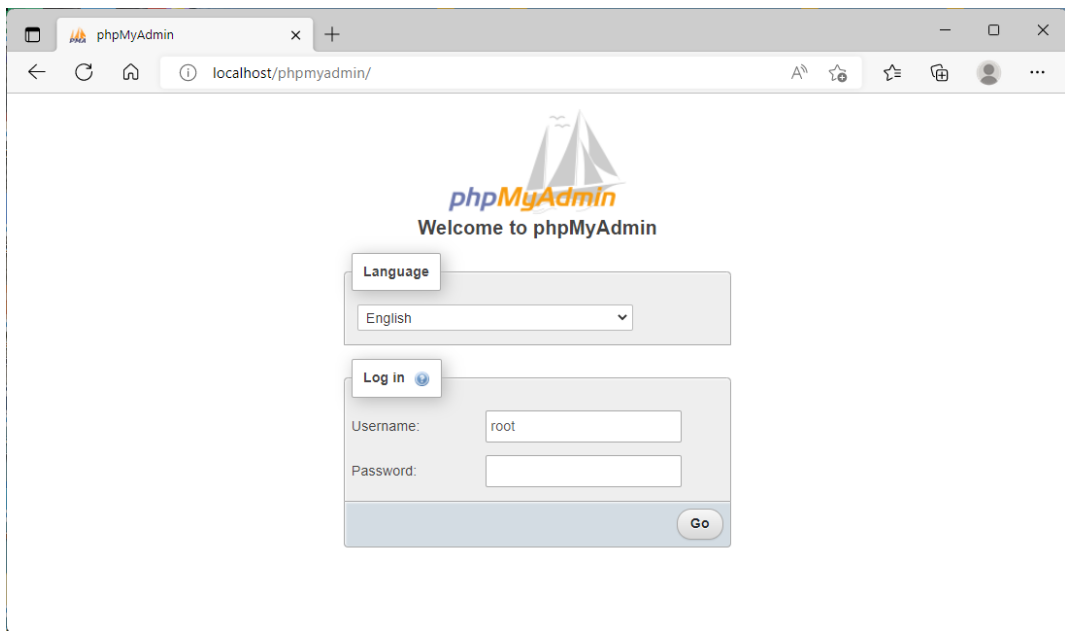 phpMyAdmin
localhost/phpmyadmin/
phpMyAdmin
Welcome to phpMyAdmin
Language
English
Log in
Username: root
Password:
Go